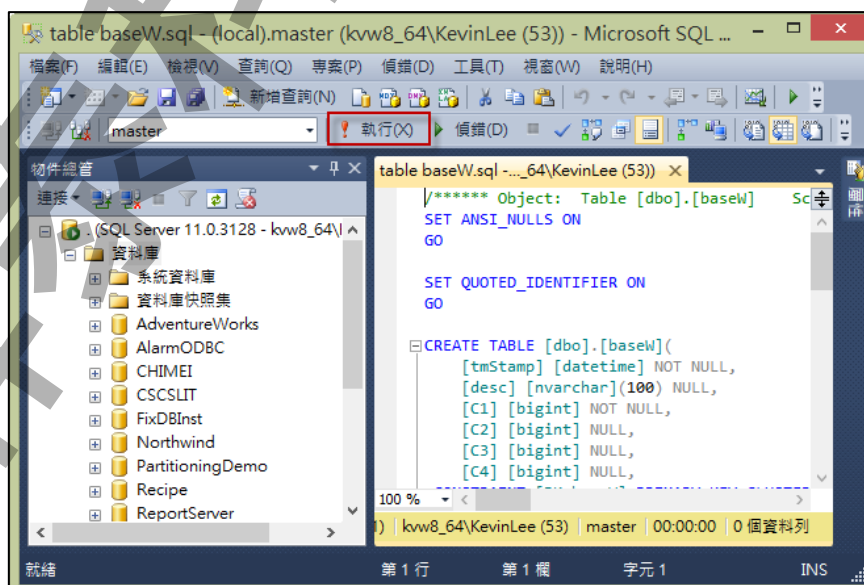 table baseW.sql - (local).master (kvw8_64\KevinLee (53)) - Microsoft SQL ...
檔案(F) 編輯(E) 檢視(V) 查詢(Q) 專案(P) 偵錯(D) 工具(T) 視窗(W) 說明(H)
新增查詢(N)
master 執行(X) 偵錯(D)
物件總管
連接
. (SQL Server 11.0.3128 - kvw8_64\
資料庫
系統資料庫
資料庫快照集
AdventureWorks
AlarmODBC
CHIMEI
CSCSLIT
FixDBInst
Northwind
PartitioningDemo
Recipe
ReportServer
table baseW.sql -..._64\KevinLee (53))
/****** Object: Table [dbo].[baseW] Sc
SET ANSI_NULLS ON
GO
SET QUOTED_IDENTIFIER ON
GO
CREATE TABLE [dbo].[baseW](
[tmStamp] [datetime] NOT NULL,
[desc] [nvarchar](100) NULL,
[C1] [bigint] NOT NULL,
[C2] [bigint] NULL,
[C3] [bigint] NULL,
[C4] [bigint] NULL,
100 %
) kvw8_64\KevinLee (53) master 00:00:00 0 個資料列
就緒 第 1 行 第 1 欄 字元 1 INS